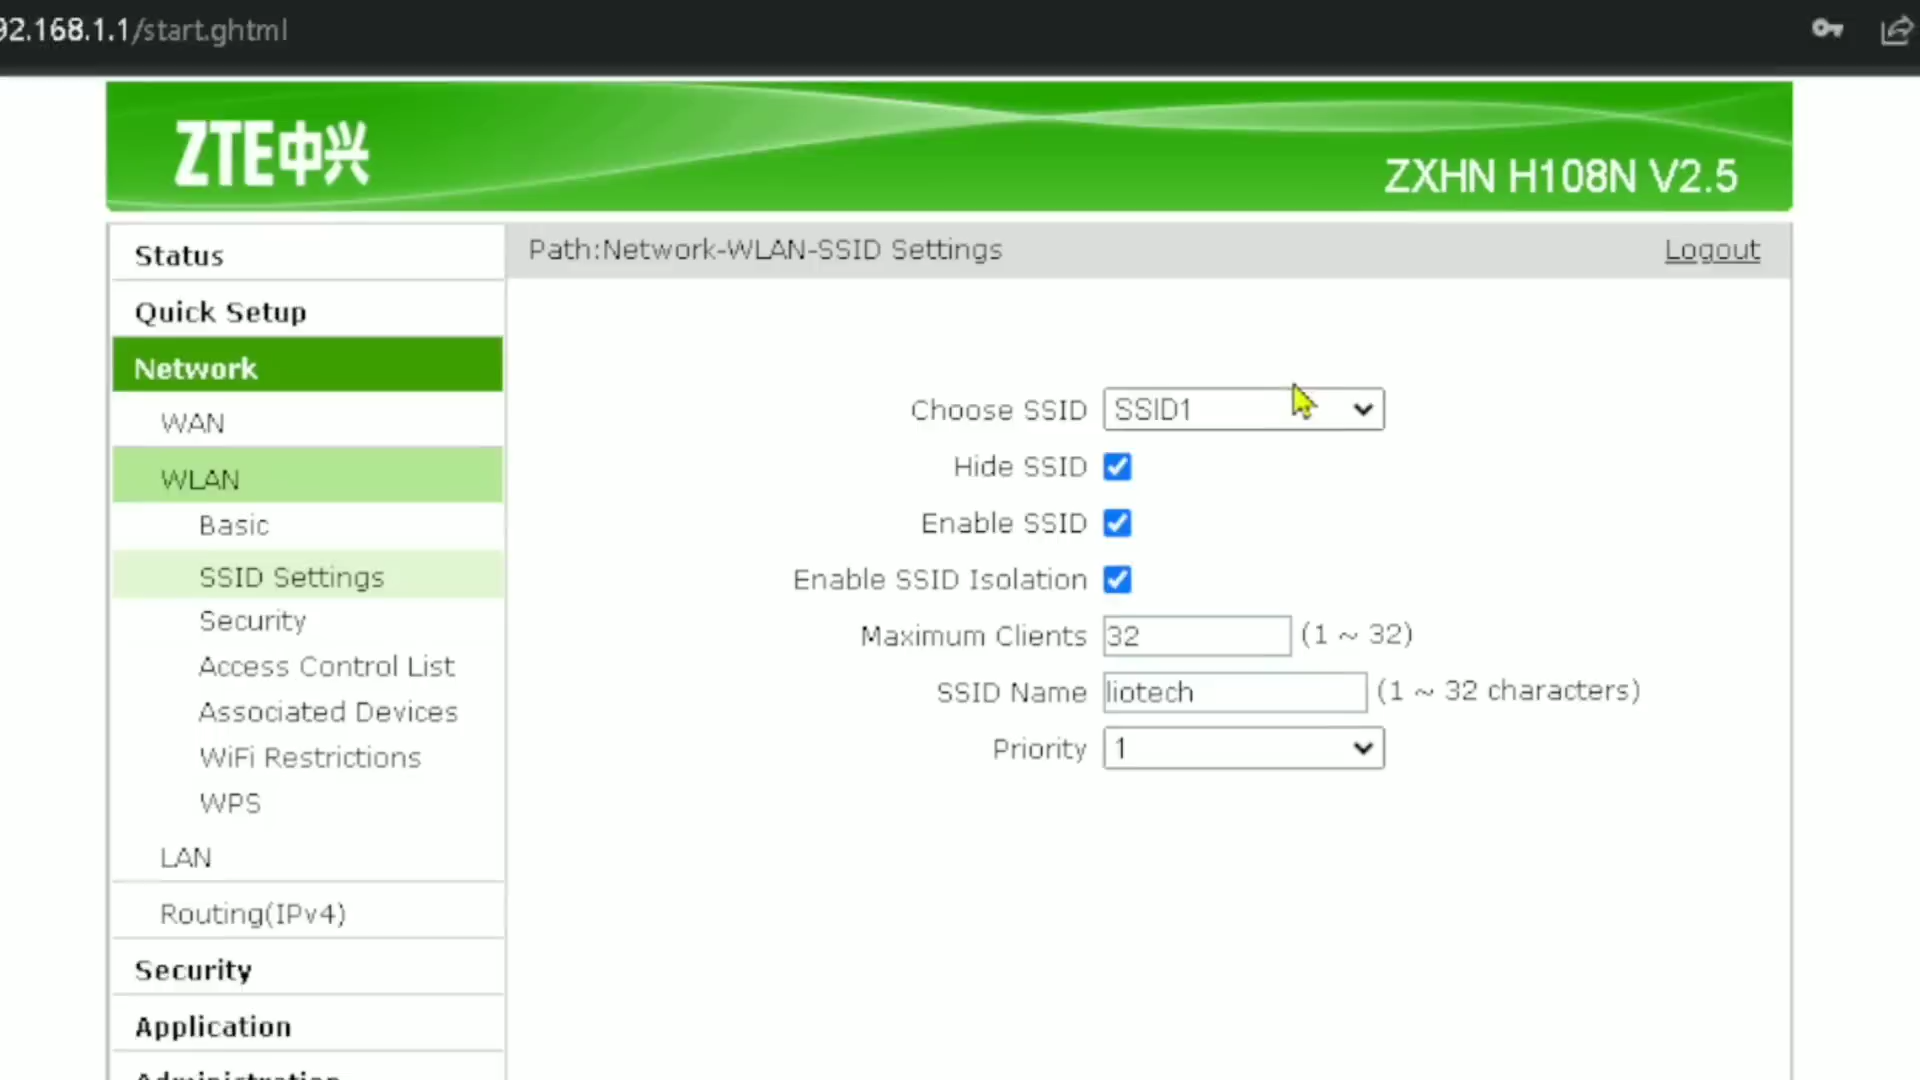 92.168.1.1/start.ghtml
ZTE中兴
ZXHN H108N V2.5
Status
Path:Network-WLAN-SSID Settings
Logout
Quick Setup
Network
WAN
WLAN
Basic
SSID Settings
Security
Access Control List
Associated Devices
WiFi Restrictions
WPS
LAN
Routing(IPv4)
Security
Application
Administration
Choose SSID SSID1
Hide SSID
Enable SSID
Enable SSID Isolation
Maximum Clients 32 (1 ~ 32)
SSID Name liotech (1 ~ 32 characters)
Priority 1